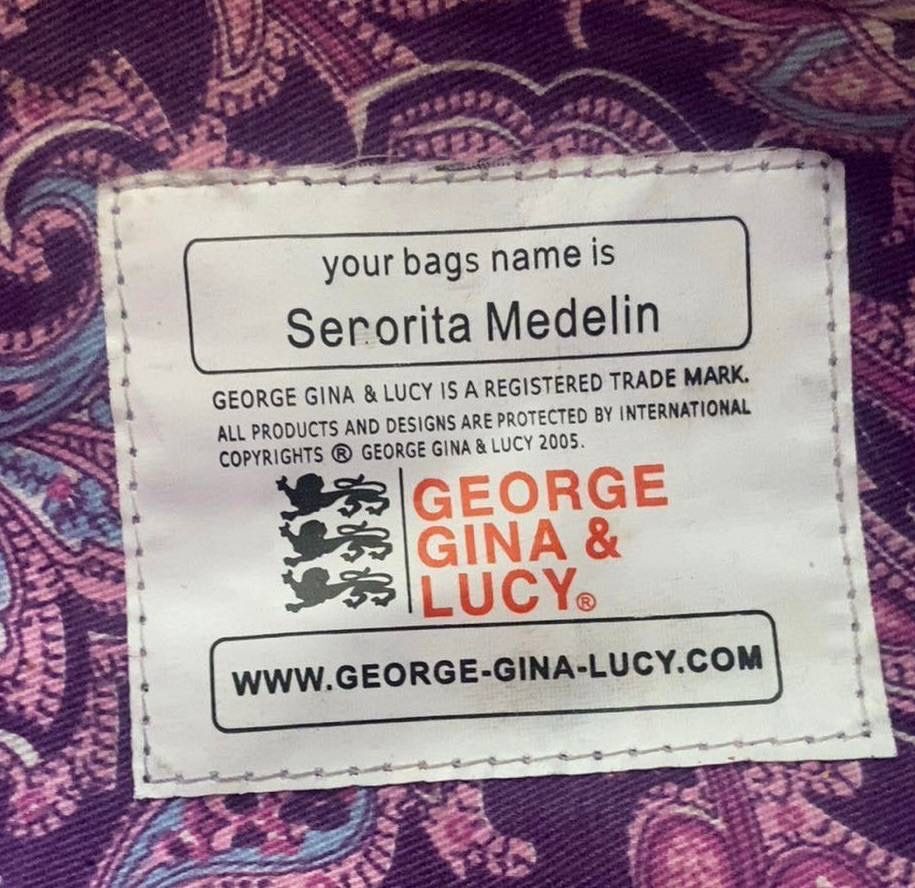 your bags name is
Senorita Medelin
GEORGE GINA & LUCY IS A REGISTERED TRADE MARK.
ALL PRODUCTS AND DESIGNS ARE PROTECTED BY INTERNATIONAL
COPYRIGHTS ® GEORGE GINA & LUCY 2005.
GEORGE
GINA &
LUCY®
WWW.GEORGE-GINA-LUCY.COM